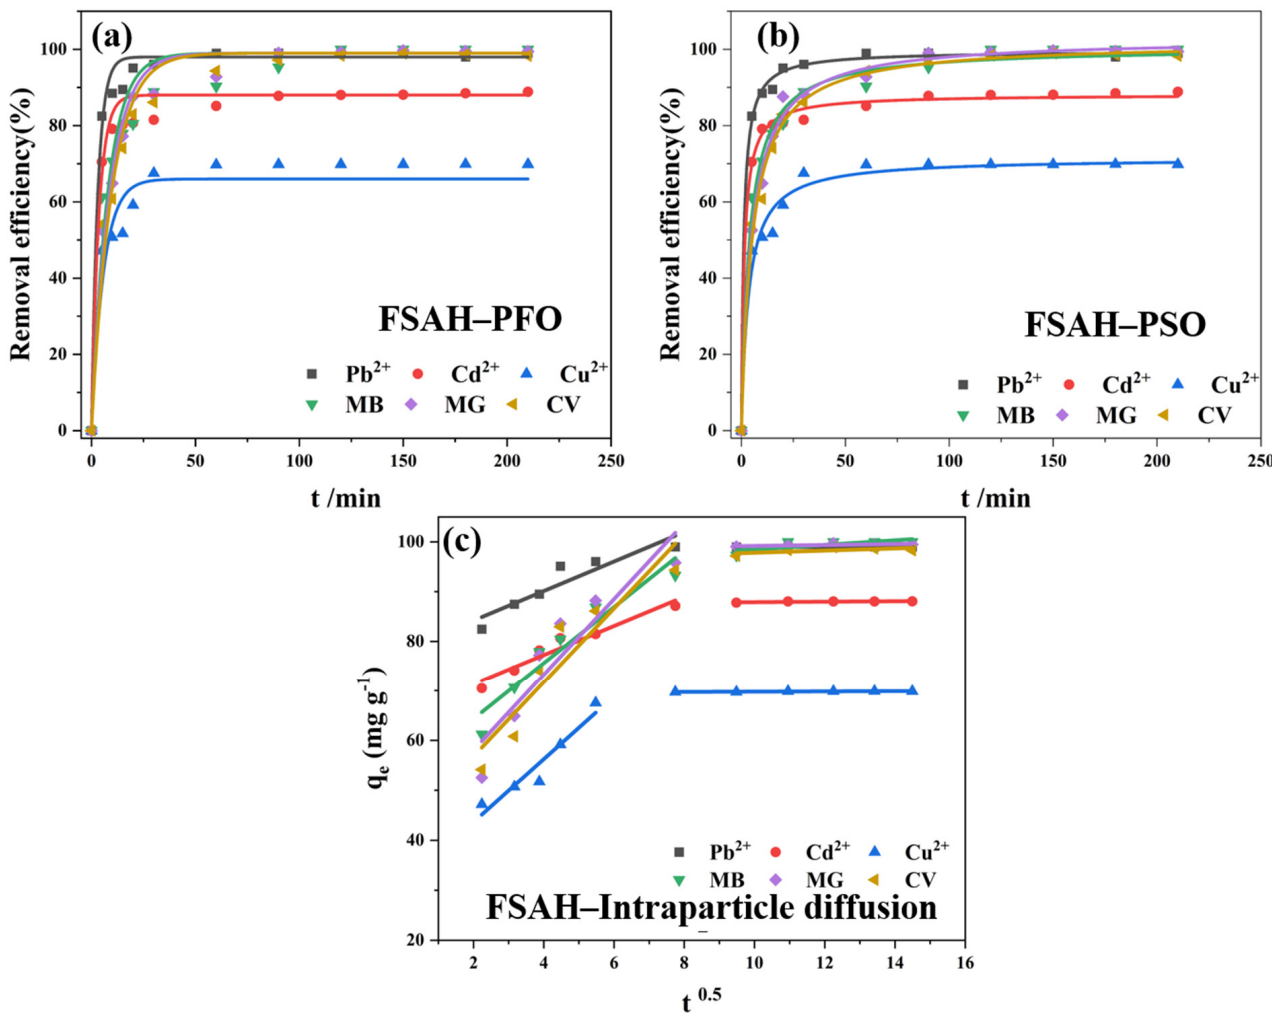 (a)
Removal efficiency(%)
100
80
60
40
20
0
FSAH–PFO
Pb²⁺ Cd²⁺ Cu²⁺
MB MG CV
0 50 100 150 200 250
t /min
(b)
Removal efficiency(%)
100
80
60
40
20
0
FSAH–PSO
Pb²⁺ Cd²⁺ Cu²⁺
MB MG CV
0 50 100 150 200 250
t /min
(c)
qₑ (mg g⁻¹)
100
80
60
40
20
Pb²⁺ Cd²⁺ Cu²⁺
MB MG CV
FSAH–Intraparticle diffusion
2 4 6 8 10 12 14 16
t ⁰·⁵